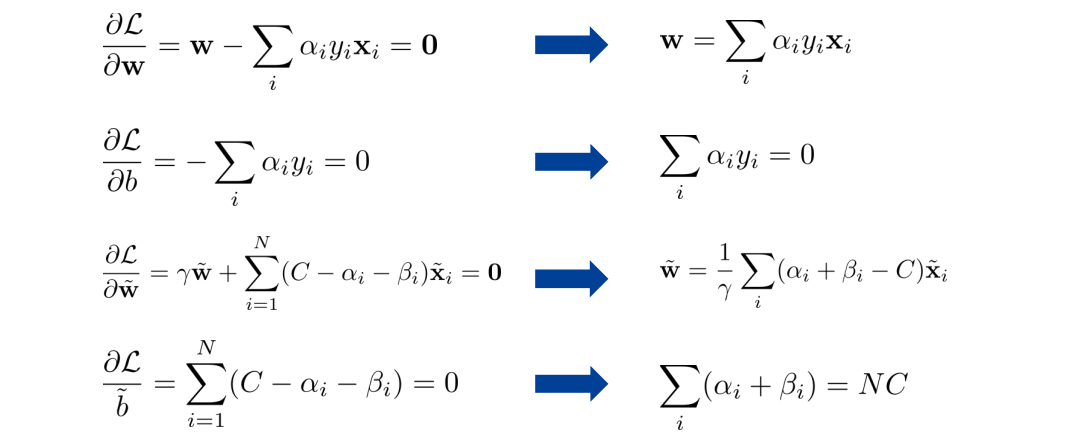 ∂ℒ/∂𝐰 = 𝐰 − ∑_i α_i y_i 𝐱_i = 𝟎 ➡ 𝐰 = ∑_i α_i y_i 𝐱_i
∂ℒ/∂b = − ∑_i α_i y_i = 0 ➡ ∑_i α_i y_i = 0
∂ℒ/∂𝐰̃ = γ𝐰̃ + ∑_{i=1}^{N} (C − α_i − β_i)𝐱̃_i = 𝟎 ➡ 𝐰̃ = 1/γ ∑_i (α_i + β_i − C)𝐱̃_i
∂ℒ/b̃ = ∑_{i=1}^{N} (C − α_i − β_i) = 0 ➡ ∑_i (α_i + β_i) = NC